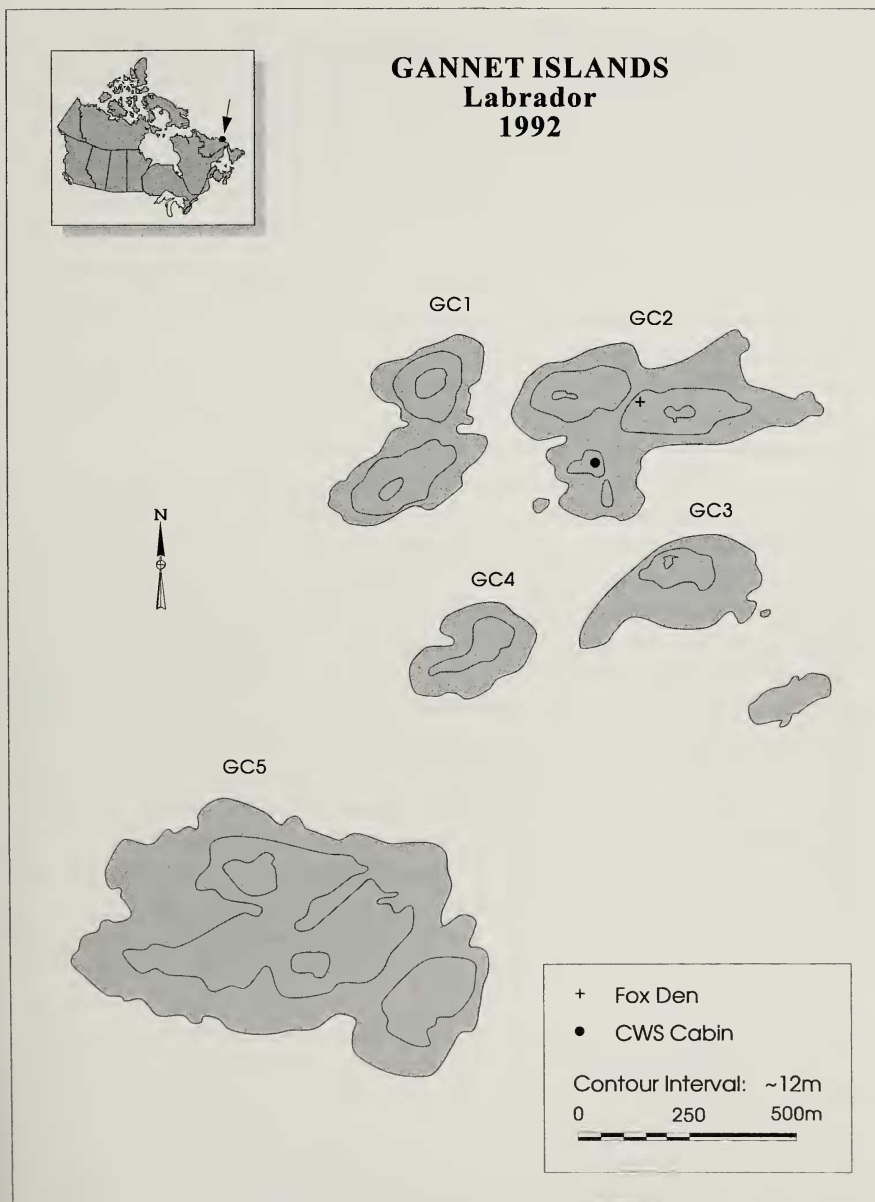 GANNET ISLANDS
Labrador
1992
GC1
GC2
N
GC3
GC4
GC5
+ Fox Den
● CWS Cabin
Contour Interval: ~12m
0 250 500m